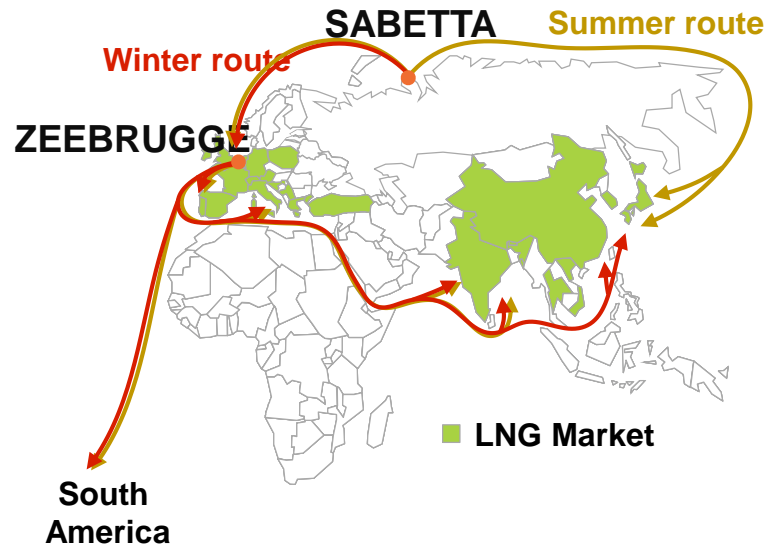 SABETTA
Summer route
Winter route
ZEEBRUGGE
LNG Market
South
America